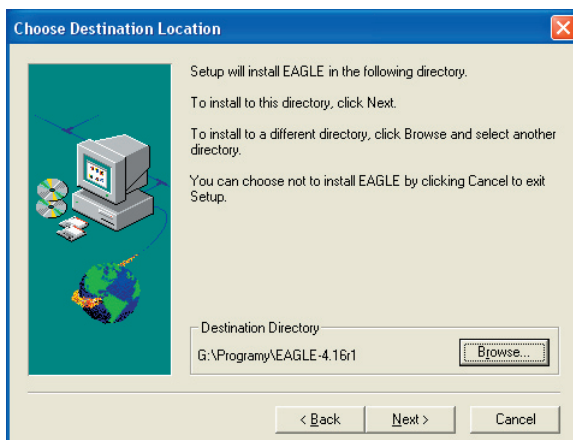 Choose Destination Location
Setup will install EAGLE in the following directory.
To install to this directory, click Next.
To install to a different directory, click Browse and select another
directory.
You can choose not to install EAGLE by clicking Cancel to exit
Setup.
Destination Directory
G:\Programy\EAGLE-4.16r1
Browse...
< Back
Next >
Cancel